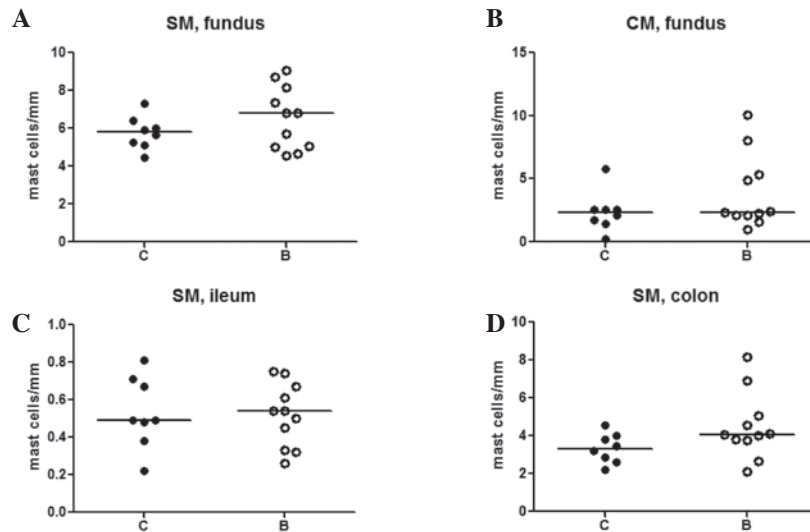 A
SM, fundus
mast cells/mm
10
8
6
4
2
0
C B
B
CM, fundus
mast cells/mm
15
10
5
0
C B
C
SM, ileum
mast cells/mm
1.0
0.8
0.6
0.4
0.2
0.0
C B
D
SM, colon
mast cells/mm
10
8
6
4
2
0
C B